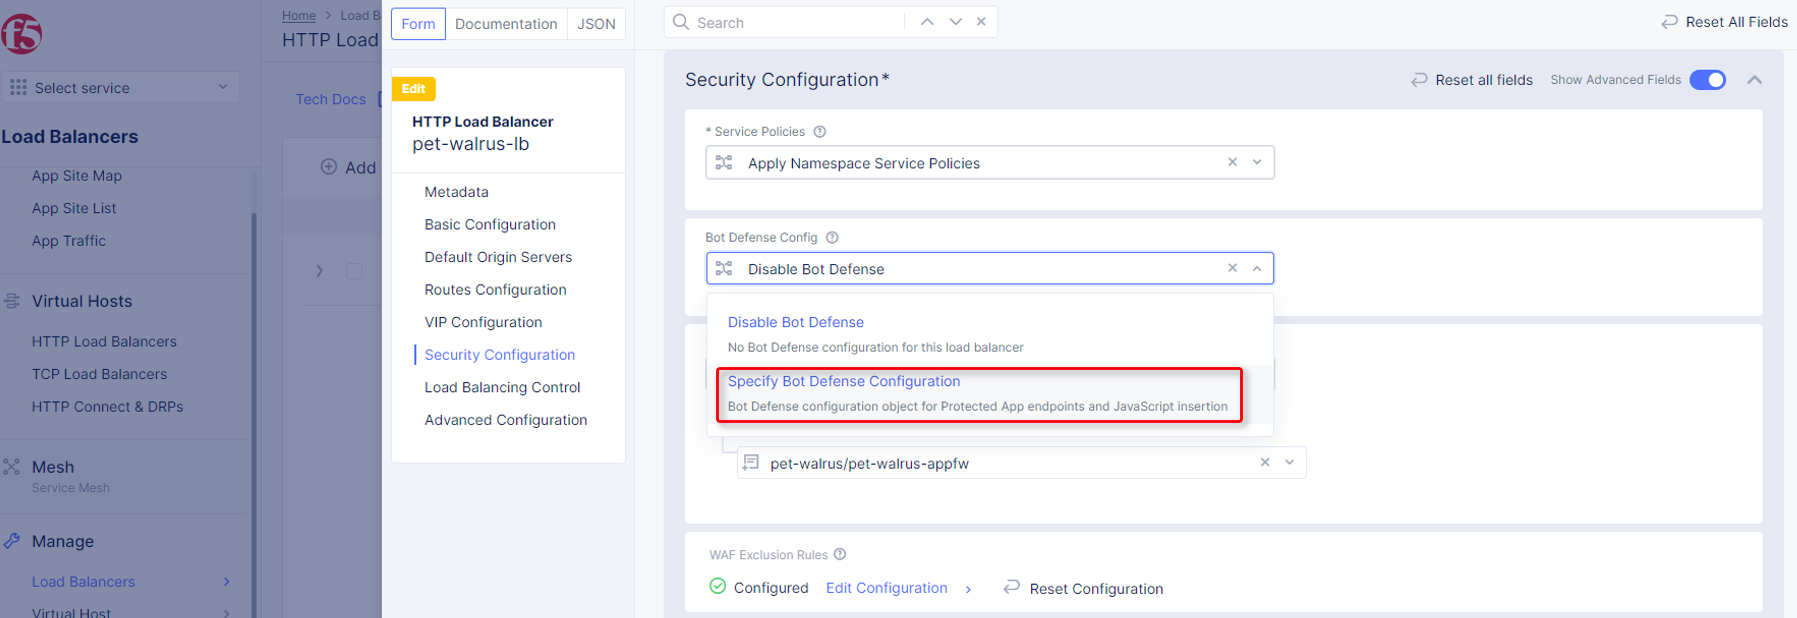 f5
Select service
Load Balancers
App Site Map
App Site List
App Traffic
Virtual Hosts
HTTP Load Balancers
TCP Load Balancers
HTTP Connect & DRPs
Mesh
Service Mesh
Manage
Load Balancers
Virtual Host
Home > Load B
HTTP Load
Tech Docs
Add
Form
Documentation
JSON
Edit
HTTP Load Balancer
pet-walrus-lb
Metadata
Basic Configuration
Default Origin Servers
Routes Configuration
VIP Configuration
Security Configuration
Load Balancing Control
Advanced Configuration
Search
Reset All Fields
Security Configuration*
Reset all fields
Show Advanced Fields
* Service Policies
Apply Namespace Service Policies
Bot Defense Config
Disable Bot Defense
Disable Bot Defense
No Bot Defense configuration for this load balancer
Specify Bot Defense Configuration
Bot Defense configuration object for Protected App endpoints and JavaScript insertion
pet-walrus/pet-walrus-appfw
WAF Exclusion Rules
Configured
Edit Configuration >
Reset Configuration